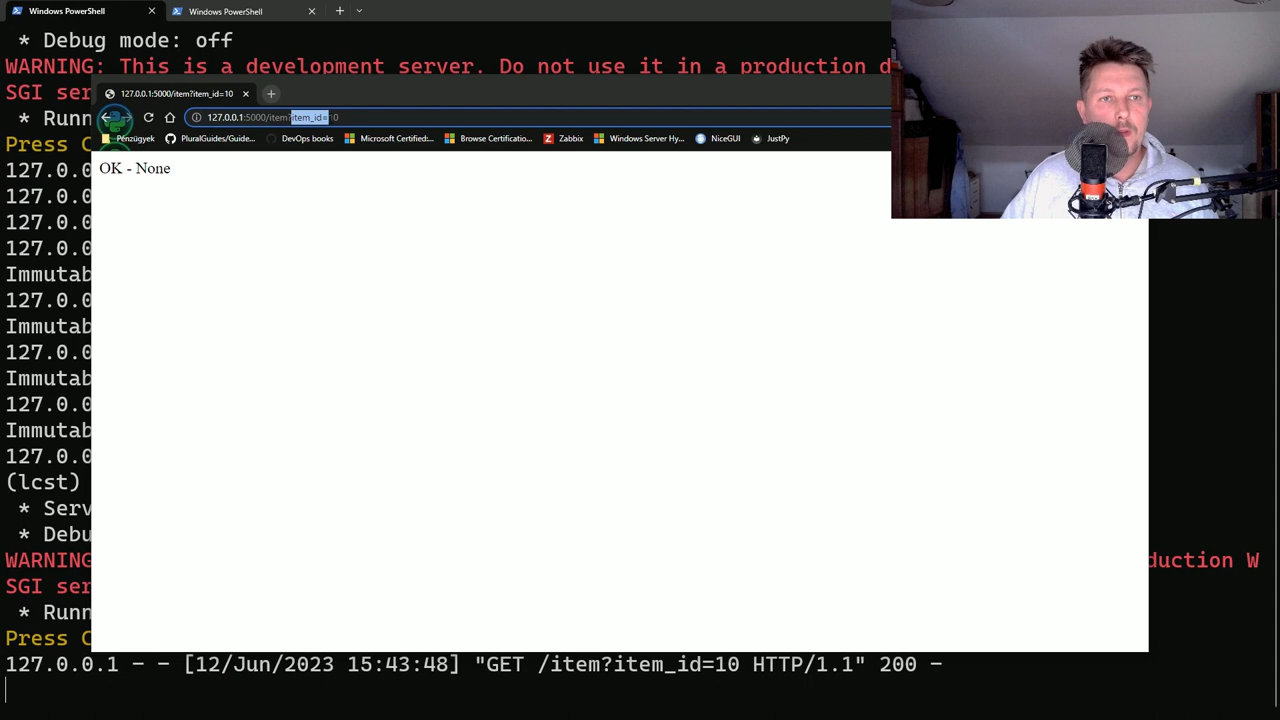 Windows PowerShell
Windows PowerShell
* Debug mode: off
WARNING: This is a development server. Do not use it in a production d
SGI ser
* Runn
Press C
127.0.0
127.0.0
127.0.0
127.0.0
Immutab
127.0.0
Immutab
127.0.0
Immutab
127.0.0
Immutab
127.0.0
(lcst)
* Serv
* Debu
WARNING
duction W
SGI ser
* Runn
Press C
127.0.0.1 - - [12/Jun/2023 15:43:48] "GET /item?item_id=10 HTTP/1.1" 200 -
127.0.0.1:5000/item?item_id=10
127.0.0.1:5000/item?item_id=10
Pénzügyek
PluralGuides/Guide...
DevOps books
Microsoft Certified:...
Browse Certificatio...
Zabbix
Windows Server Hy...
NiceGUI
JustPy
OK - None